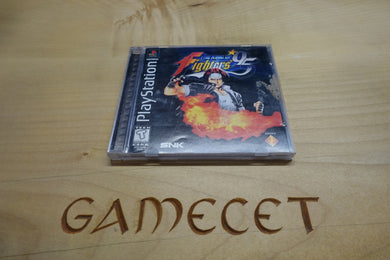 THE KING OF
Fighters '95
PlayStation
SNK
GAMECET